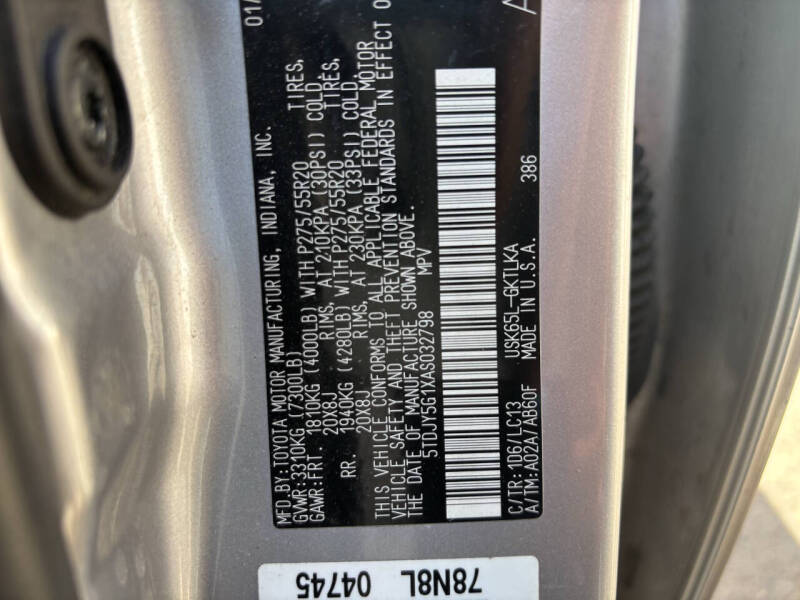 MFD.BY:TOYOTA MOTOR MANUFACTURING, INDIANA, INC. 01/
GVWR:3310KG(7300LB)
GAWR:FRT. 1810KG (4000LB) WITH P275/55R20 TIRES,
20X8J RIMS, AT 210KPA (30PSI) COLD.
RR. 1940KG (4280LB) WITH P275/55R20 TIRES,
20X8J RIMS, AT 230KPA (33PSI) COLD.
THIS VEHICLE CONFORMS TO ALL APPLICABLE FEDERAL MOTOR
VEHICLE SAFETY AND THEFT PREVENTION STANDARDS IN EFFECT O
THE DATE OF MANUFACTURE SHOWN ABOVE.
5TDJY5G1XAS032798 MPV
C/TR:1D6/LC13 USK65L-GKTLKA 386
A/TM:A02A/AB60F MADE IN U.S.A.
A
78N8L
04745